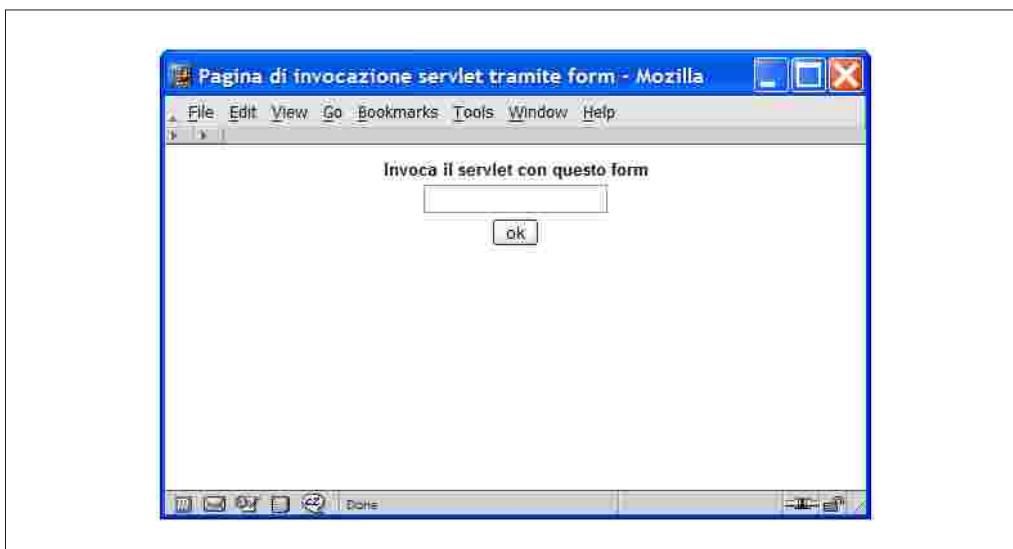 Pagina di invocazione servlet tramite form - Mozilla
File Edit View Go Bookmarks Tools Window Help
Invoca il servlet con questo form
ok
Done